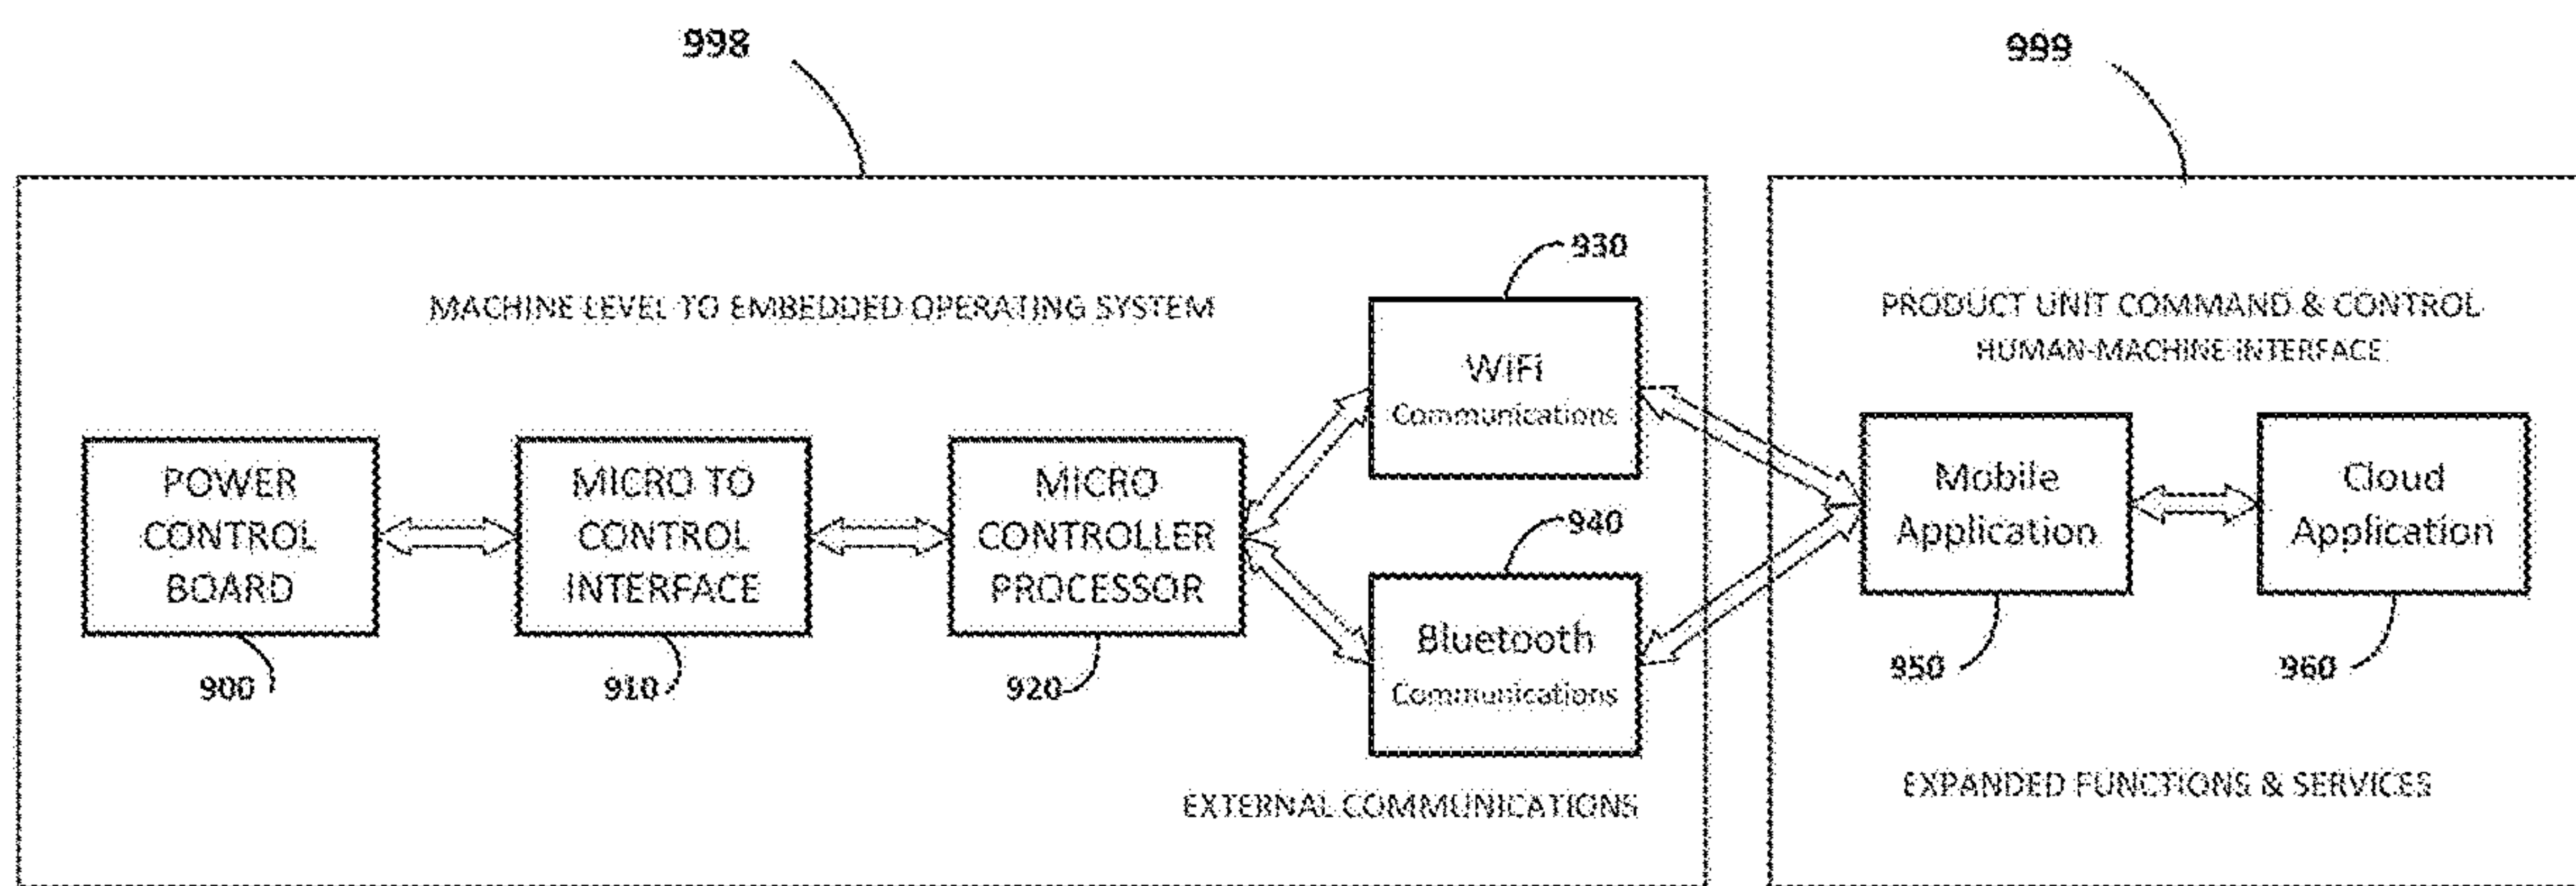 998
999
930
MACHINE LEVEL TO EMBEDDED OPERATING SYSTEM
PRODUCT UNIT COMMAND & CONTROL
HUMAN-MACHINE INTERFACE
WiFi
Communications
POWER
CONTROL
BOARD
MICRO TO
CONTROL
INTERFACE
MICRO
CONTROLLER
PROCESSOR
Mobile
Application
Cloud
Application
940
Bluetooth
Communications
900
910
920
950
960
EXTERNAL COMMUNICATIONS
EXPANDED FUNCTIONS & SERVICES